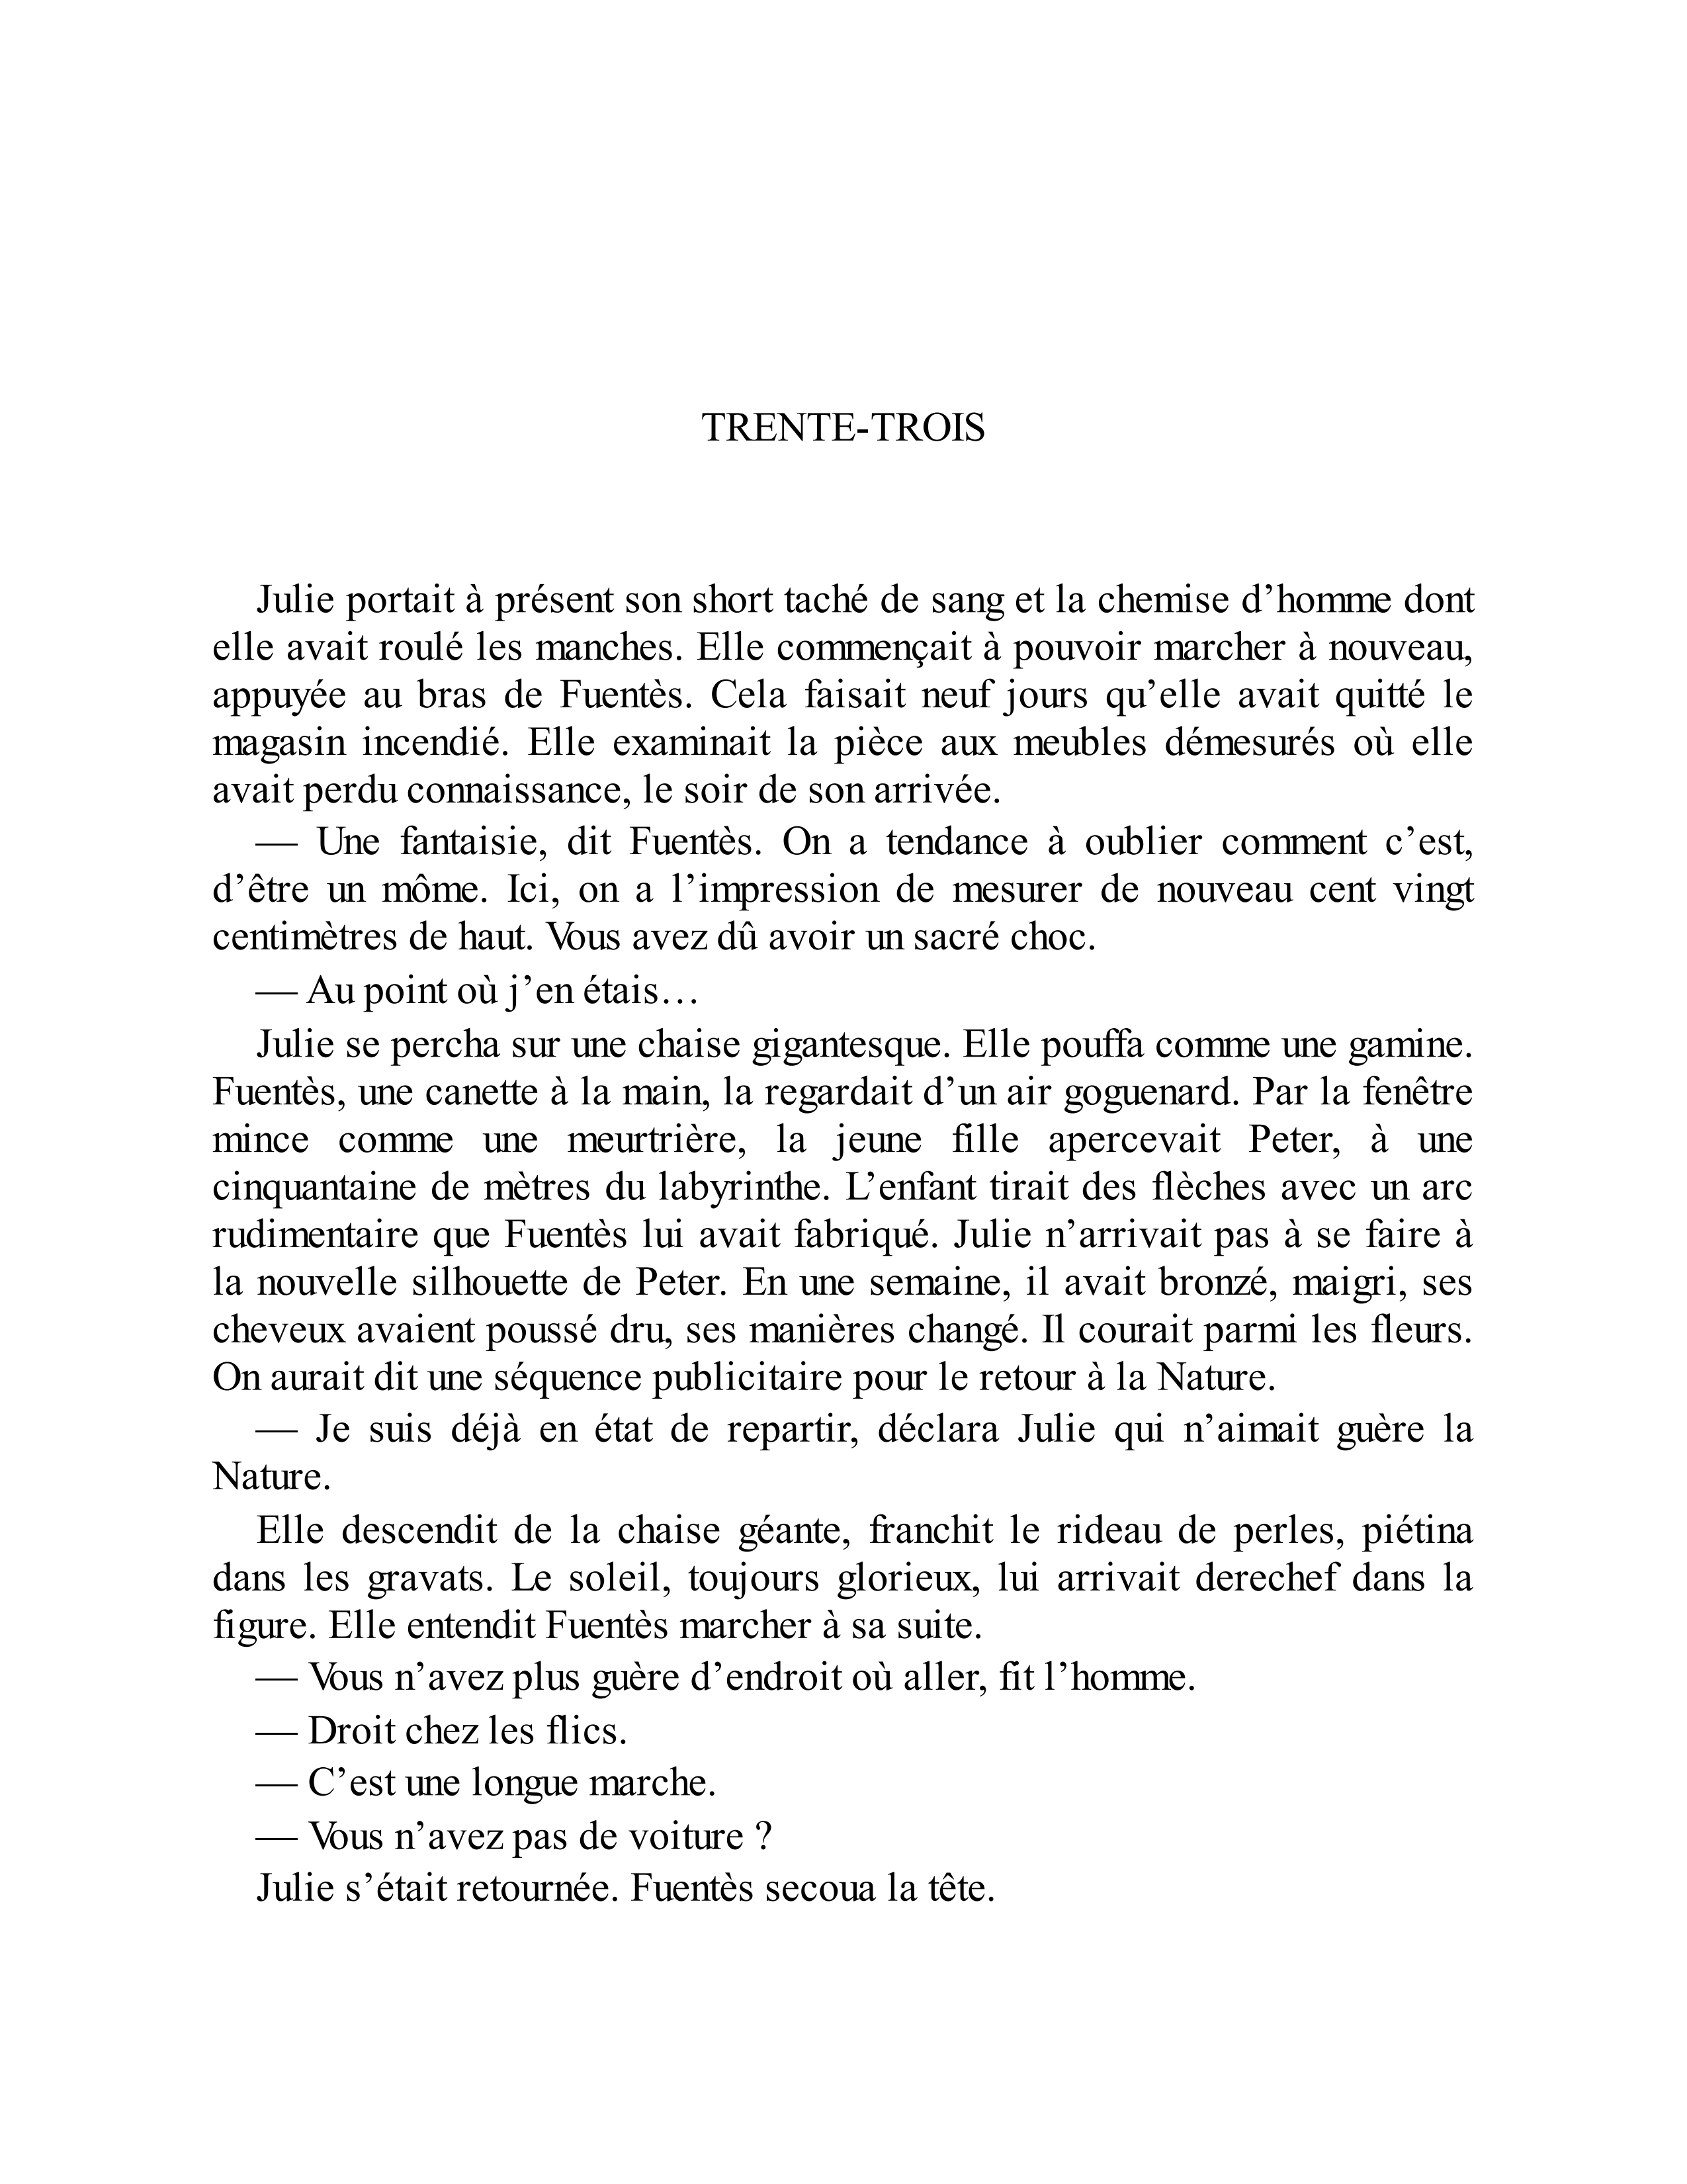 TRENTE-TROIS
Julie portait à présent son short taché de sang et la chemise d’homme dont
elle avait roulé les manches. Elle commençait à pouvoir marcher à nouveau,
appuyée au bras de Fuentès. Cela faisait neuf jours qu’elle avait quitté le
magasin incendié. Elle examinait la pièce aux meubles démesurés où elle
avait perdu connaissance, le soir de son arrivée.
— Une fantaisie, dit Fuentès. On a tendance à oublier comment c’est,
d’être un môme. Ici, on a l’impression de mesurer de nouveau cent vingt
centimètres de haut. Vous avez dû avoir un sacré choc.
— Au point où j’en étais…
Julie se percha sur une chaise gigantesque. Elle pouffa comme une gamine.
Fuentès, une canette à la main, la regardait d’un air goguenard. Par la fenêtre
mince comme une meurtrière, la jeune fille apercevait Peter, à une
cinquantaine de mètres du labyrinthe. L’enfant tirait des flèches avec un arc
rudimentaire que Fuentès lui avait fabriqué. Julie n’arrivait pas à se faire à
la nouvelle silhouette de Peter. En une semaine, il avait bronzé, maigri, ses
cheveux avaient poussé dru, ses manières changé. Il courait parmi les fleurs.
On aurait dit une séquence publicitaire pour le retour à la Nature.
— Je suis déjà en état de repartir, déclara Julie qui n’aimait guère la
Nature.
Elle descendit de la chaise géante, franchit le rideau de perles, piétina
dans les gravats. Le soleil, toujours glorieux, lui arrivait derechef dans la
figure. Elle entendit Fuentès marcher à sa suite.
— Vous n’avez plus guère d’endroit où aller, fit l’homme.
— Droit chez les flics.
— C’est une longue marche.
— Vous n’avez pas de voiture ?
Julie s’était retournée. Fuentès secoua la tête.